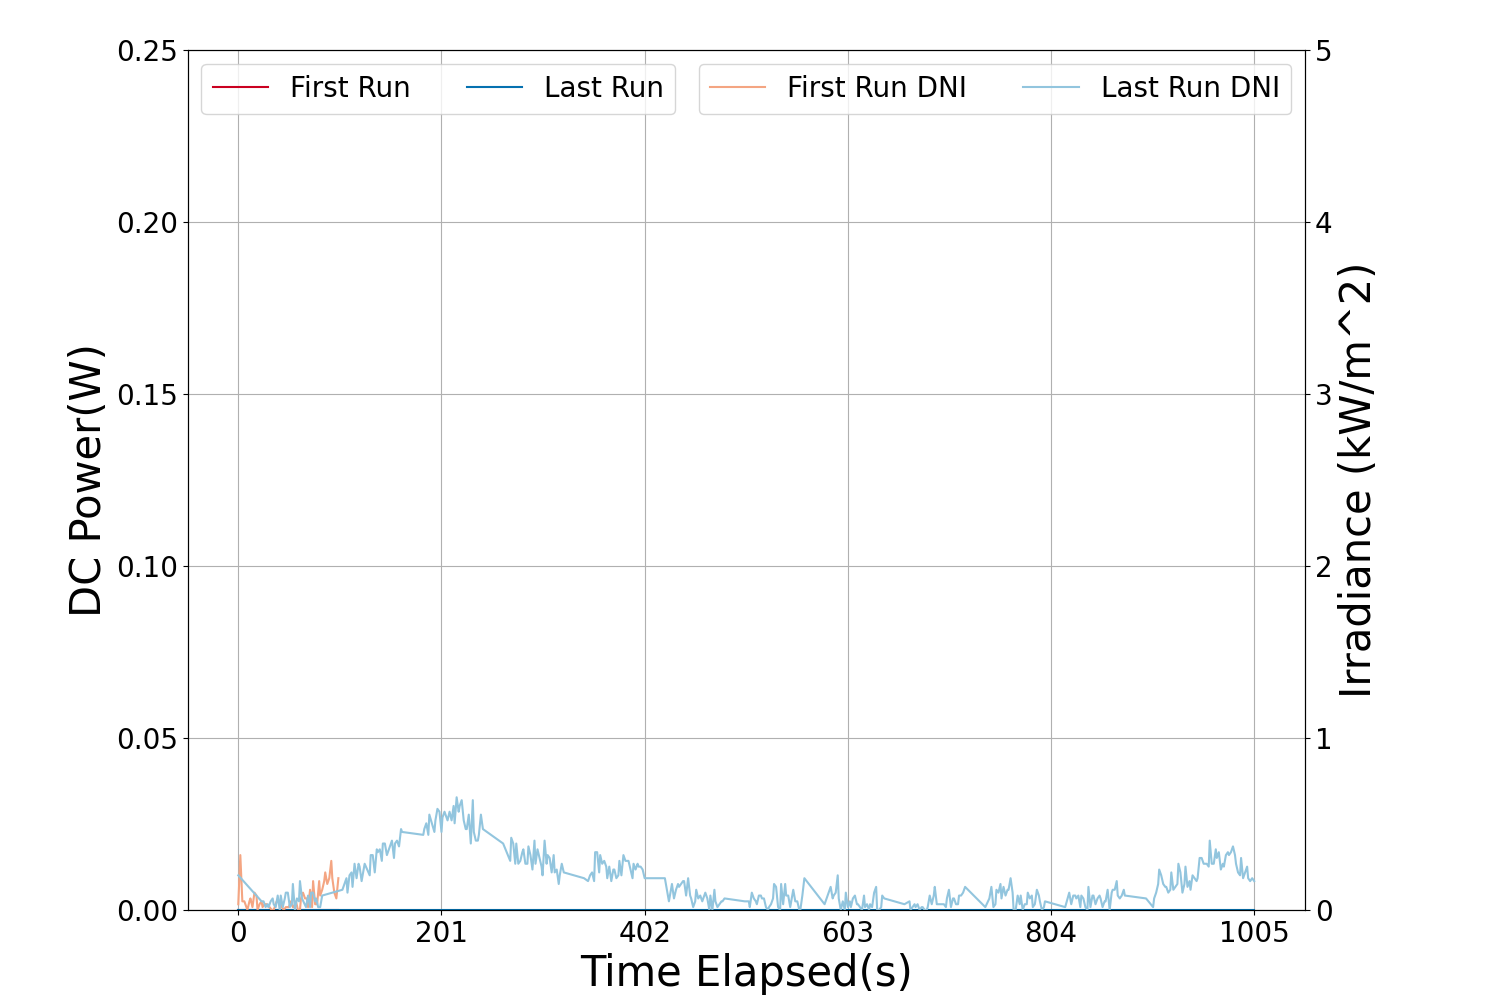 First Run
Last Run
First Run DNI
Last Run DNI
0.25
0.20
0.15
0.10
0.05
0.00
DC Power(W)
5
4
3
2
1
0
Irradiance (kW/m^2)
0
201
402
603
804
1005
Time Elapsed(s)